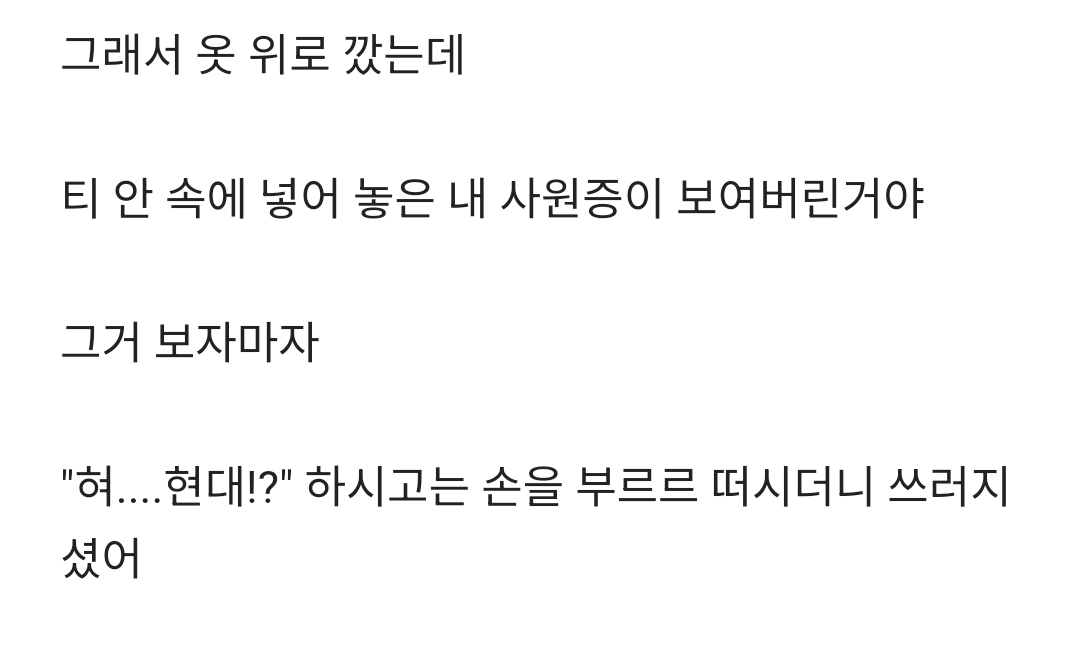 그래서 옷 위로 깠는데
티 안 속에 넣어 놓은 내 사원증이 보여버린거야
그거 보자마자
"혀....현대!?" 하시고는 손을 부르르 떠시더니 쓰러지
셨어